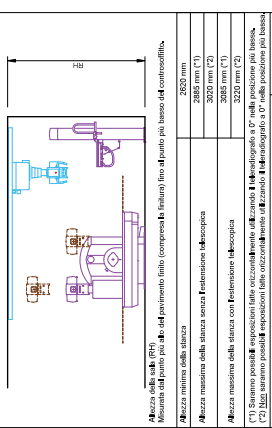 RH
Altezza della sala (RH)
Misurata dal punto più alto del pavimento finito (compresa la finitura) fino al punto più basso del controsoffitto.
Altezza minima della stanza 2620 mm
Altezza massima della stanza senza l'estensione telescopica 2885 mm (*1)
3020 mm (*2)
Altezza massima della stanza con l'estensione telescopica 3085 mm (*1)
3220 mm (*2)
(*1) Saranno possibili esposizioni fatte orizzontalmente utilizzando il teleradiografo a 0° nella posizione più bassa.
(*2) Non saranno possibili esposizioni fatte orizzontalmente utilizzando il teleradiografo a 0° nella posizione più bassa.